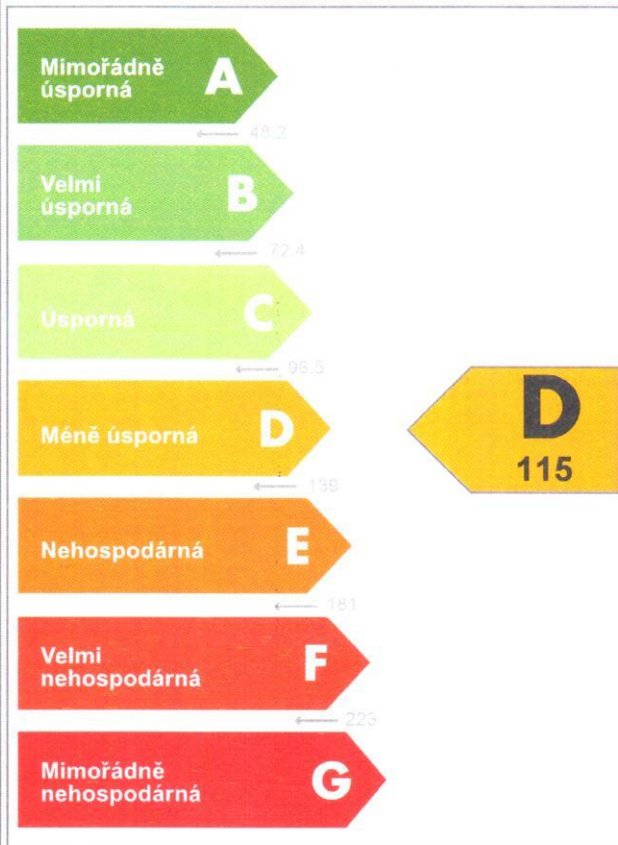 Mimořádně
úsporná
A
48.2
Velmi
úsporná
B
72.4
Úsporná
C
96.5
Méně úsporná
D
139
D
115
Nehospodárná
E
181
Velmi
nehospodárná
F
223
Mimořádně
nehospodárná
G